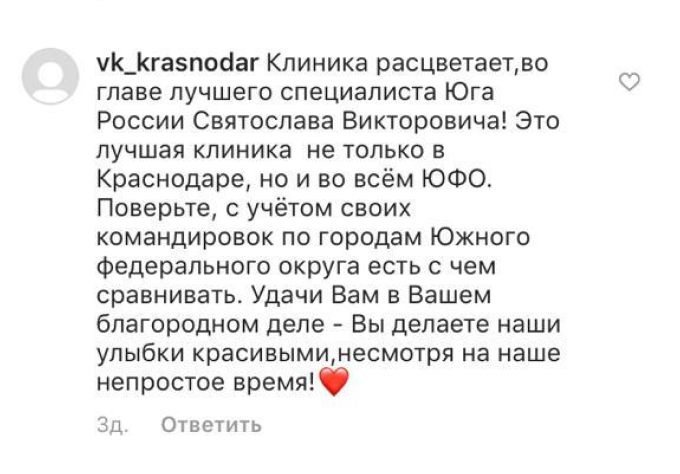 vk_krasnodar Клиника расцветает,во
главе лучшего специалиста Юга
России Святослава Викторовича! Это
лучшая клиника  не только в
Краснодаре, но и во всём ЮФО.
Поверьте, с учётом своих
командировок по городам Южного
федерального округа есть с чем
сравнивать. Удачи Вам в Вашем
благородном деле - Вы делаете наши
улыбки красивыми,несмотря на наше
непростое время!❤️
3д. Ответить